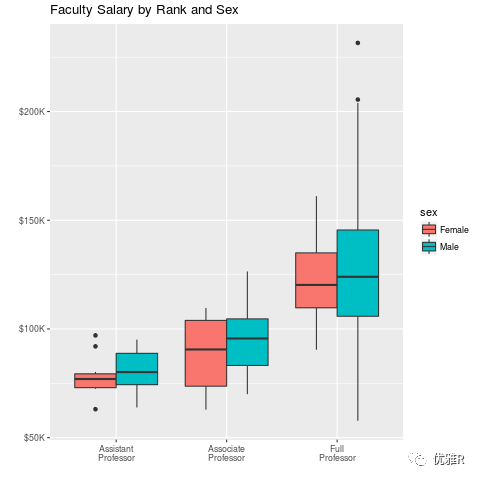 Faculty Salary by Rank and Sex
$200K
$150K
$100K
$50K
Assistant
Professor
Associate
Professor
Full
Professor
sex
Female
Male
优雅R